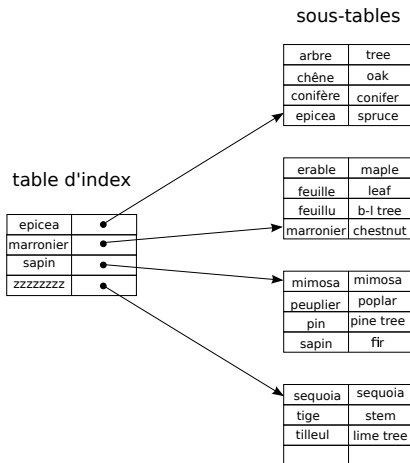 sous-tables
arbre tree
chêne oak
conifère conifer
epicea spruce
erable maple
feuille leaf
feuillu b-l tree
marronier chestnut
table d'index
epicea
marronier
sapin
zzzzzzzz
mimosa mimosa
peuplier poplar
pin pine tree
sapin fir
sequoia sequoia
tige stem
tilleul lime tree